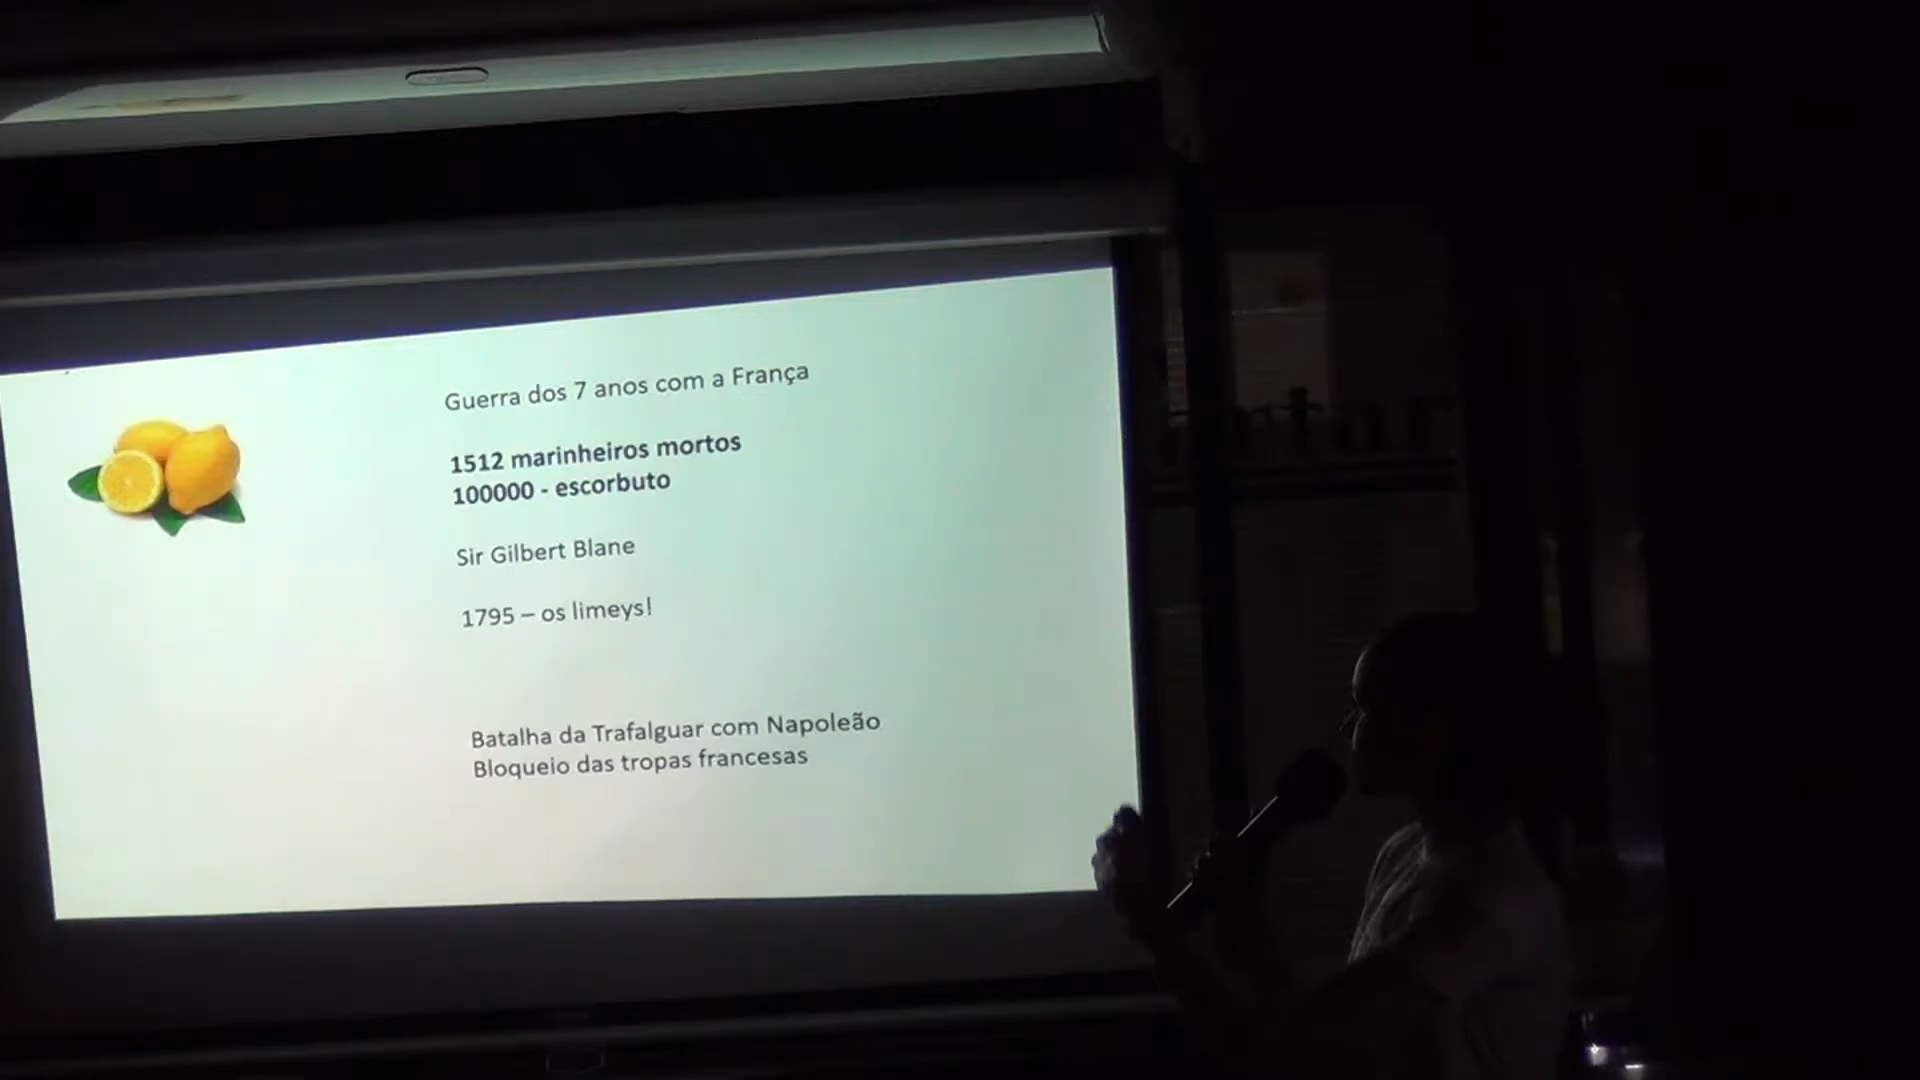 Guerra dos 7 anos com a França
1512 marinheiros mortos
100000 - escorbuto
Sir Gilbert Blane
1795 – os limeys!
Batalha da Trafalguar com Napoleão
Bloqueio das tropas francesas